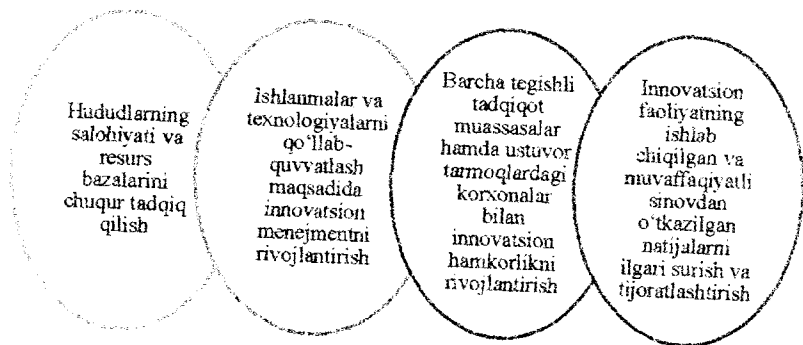 Hududlarning
salohiyati va
resurs
bazalarini
chuqur tadqiq
qilish
Ishlanmalar va
texnologiyalarni
qo‘llab-
quvvatlash
maqsadida
innovatsion
menejmentni
rivojlantirish
Barcha tegishli
tadqiqot
muassasalar
hamda ustuvor
tarmoqlardagi
korxonalar
bilan
innovatsion
hamkorlikni
rivojlantirish
Innovatsion
faoliyatning
ishlab
chiqilgan va
muvaffaqiyatli
sinovdan
o‘tkazilgan
natijalarni
ilgari surish va
tijoratlashtirish